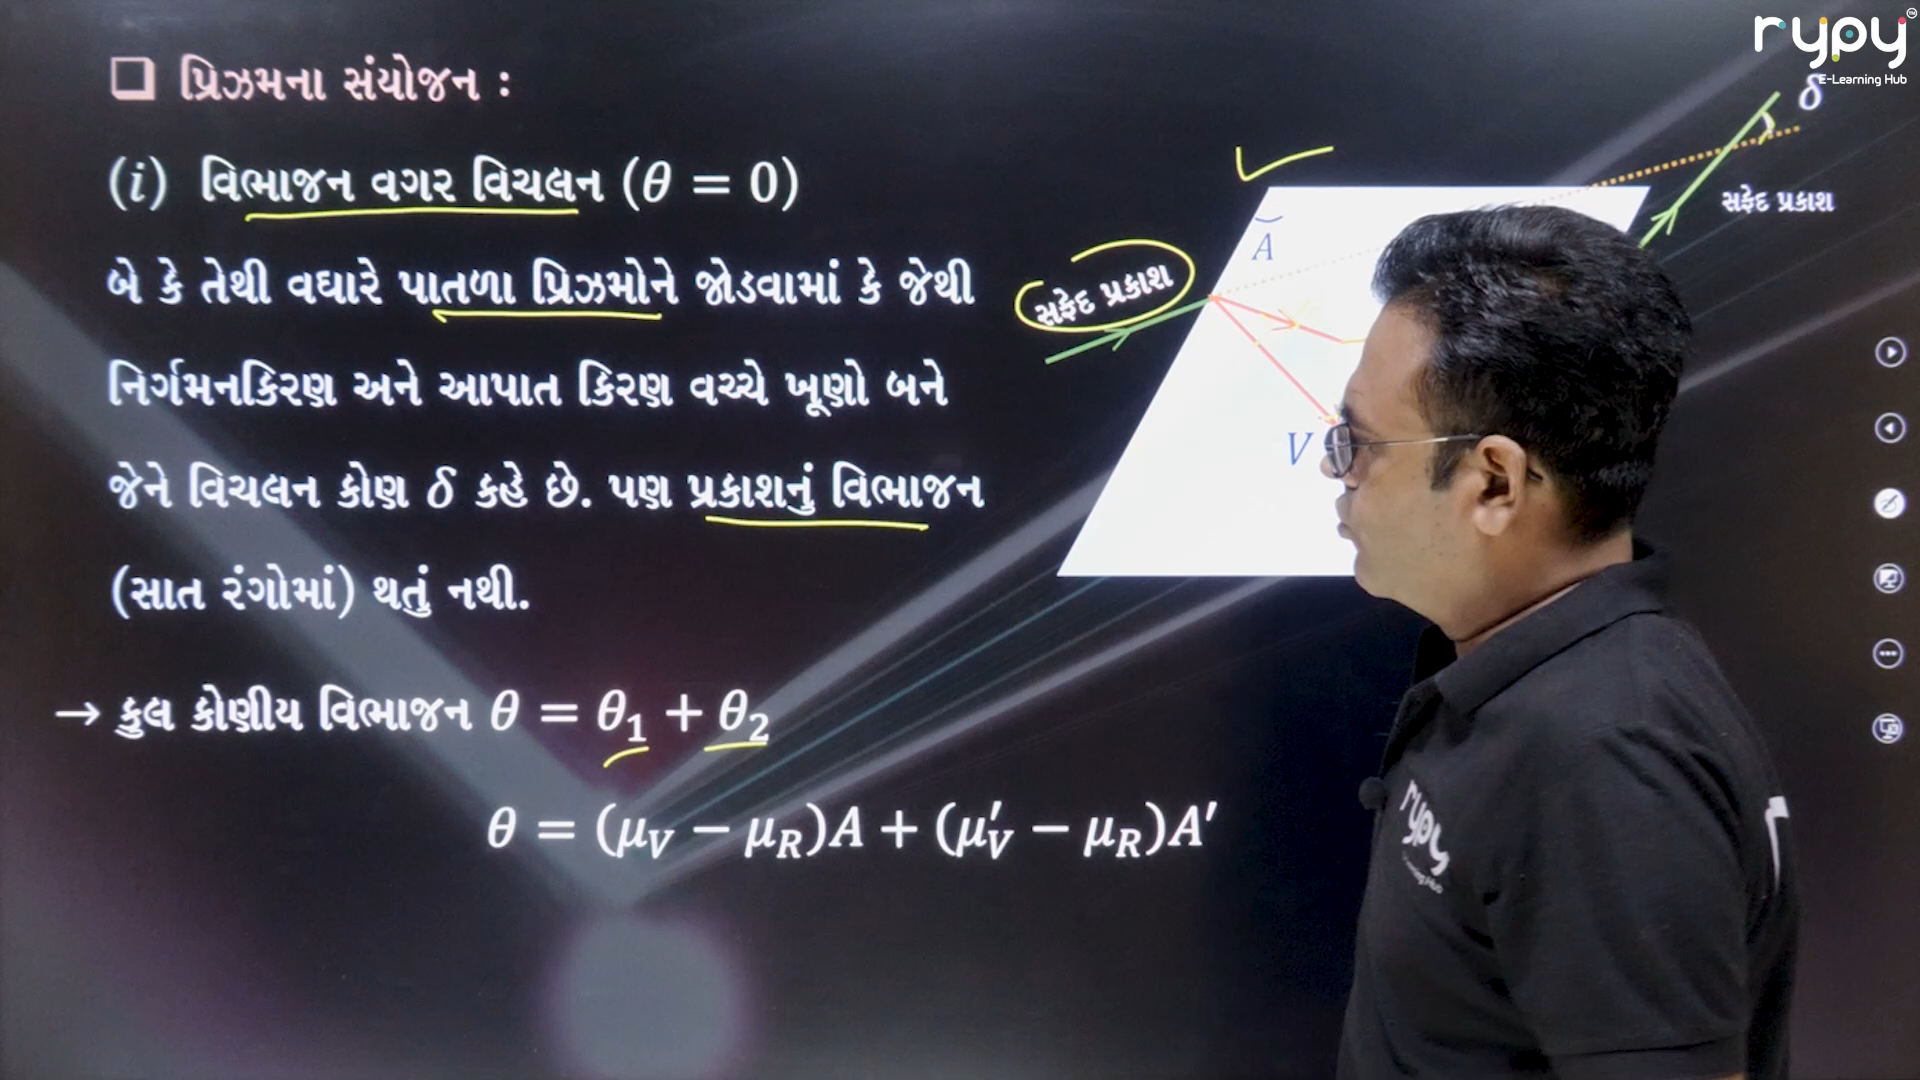 rypy™
E-Learning Hub
❑ પ્રિઝમના સંયોજન :
(i) વિભાજન વગર વિચલન (θ = 0)
બે કે તેથી વધારે પાતળા પ્રિઝમોને જોડવામાં કે જેથી
નિર્ગમનકિરણ અને આપાત કિરણ વચ્ચે ખૂણો બને
જેને વિચલન કોણ δ કહે છે. પણ પ્રકાશનું વિભાજન
(સાત રંગોમાં) થતું નથી.
→ કુલ કોણીય વિભાજન θ = θ₁ + θ₂
θ = (μ_V − μ_R)A + (μ′_V − μ_R)A′
δ
સફેદ પ્રકાશ
A
સફેદ પ્રકાશ
V
rypy